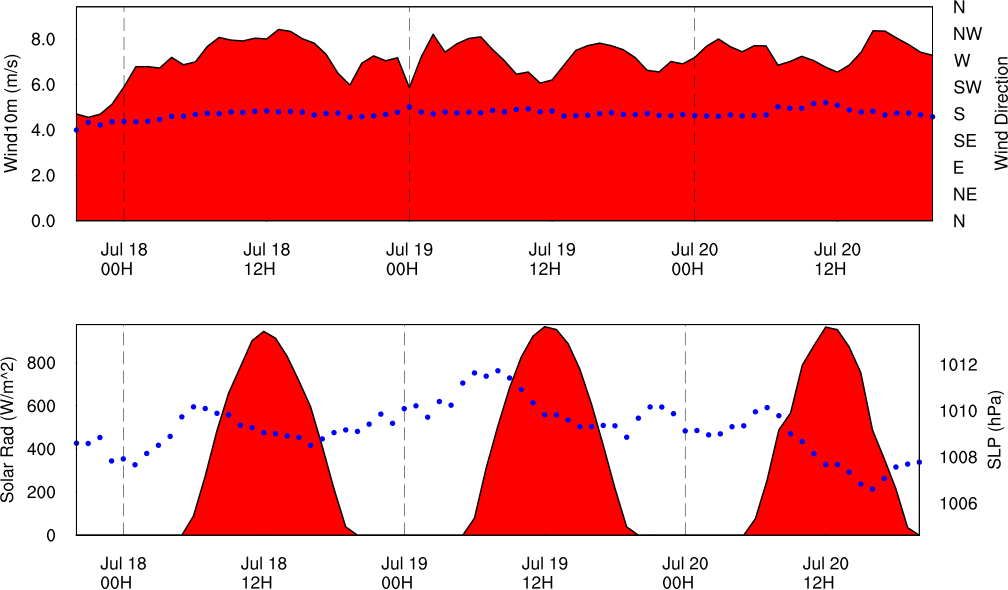 Wind10m (m/s)
8.0
6.0
4.0
2.0
0.0
N
NW
W
SW
S
SE
E
NE
N
Wind Direction
Jul 18
00H
Jul 18
12H
Jul 19
00H
Jul 19
12H
Jul 20
00H
Jul 20
12H
Solar Rad (W/m^2)
800
600
400
200
0
1012
1010
1008
1006
SLP (hPa)
Jul 18
00H
Jul 18
12H
Jul 19
00H
Jul 19
12H
Jul 20
00H
Jul 20
12H